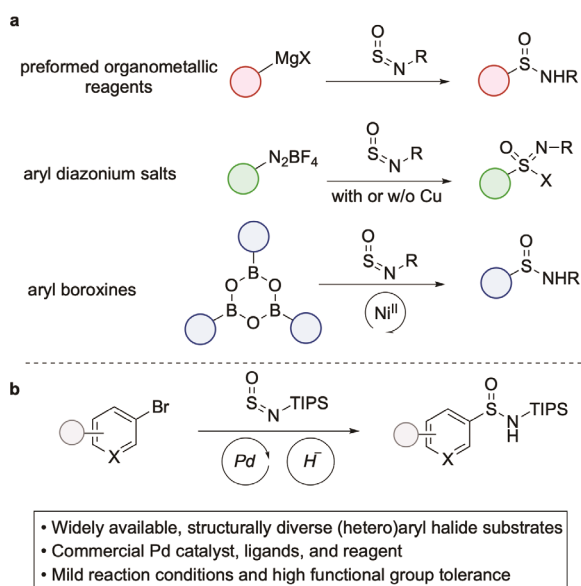 a
preformed organometallic
reagents
MgX
O
S
N
R
O
S
NHR
aryl diazonium salts
N2BF4
O
S
N
R
with or w/o Cu
O
S
N–R
X
aryl boroxines
B
O
O
B
O
B
O
S
N
R
NiII
O
S
NHR
b
Br
X
O
S
N
TIPS
Pd
H–
O
S
N
H
TIPS
X
• Widely available, structurally diverse (hetero)aryl halide substrates
• Commercial Pd catalyst, ligands, and reagent
• Mild reaction conditions and high functional group tolerance